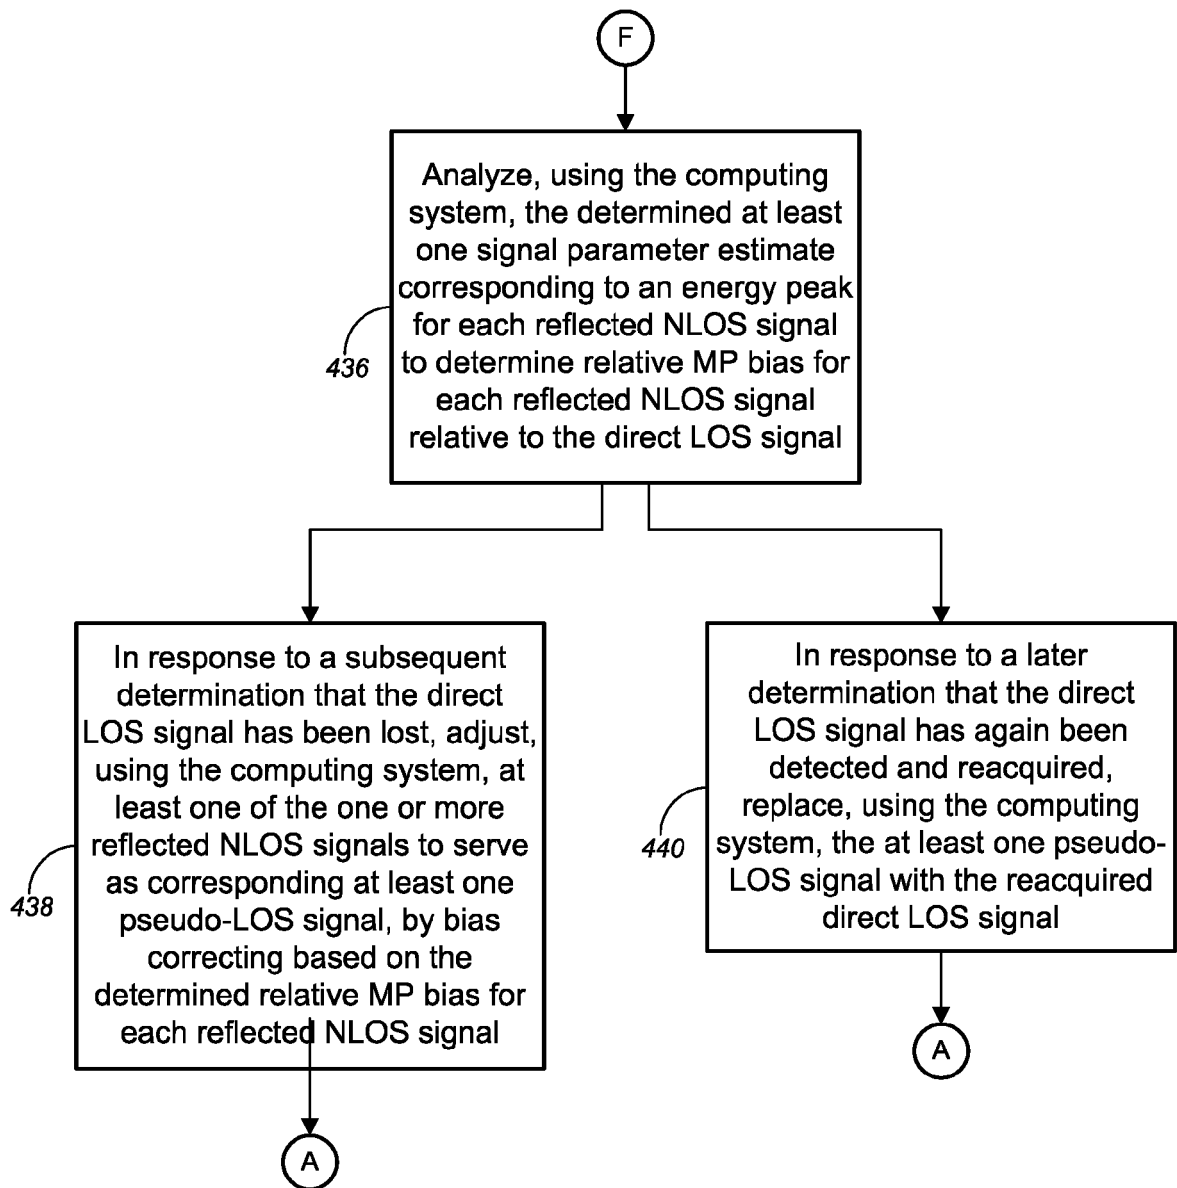 F
Analyze, using the computing
system, the determined at least
one signal parameter estimate
corresponding to an energy peak
for each reflected NLOS signal
to determine relative MP bias for
each reflected NLOS signal
relative to the direct LOS signal
436
In response to a subsequent
determination that the direct
LOS signal has been lost, adjust,
using the computing system, at
least one of the one or more
reflected NLOS signals to serve
as corresponding at least one
pseudo-LOS signal, by bias
correcting based on the
determined relative MP bias for
each reflected NLOS signal
438
A
In response to a later
determination that the direct
LOS signal has again been
detected and reacquired,
replace, using the computing
system, the at least one pseudo-
LOS signal with the reacquired
direct LOS signal
440
A